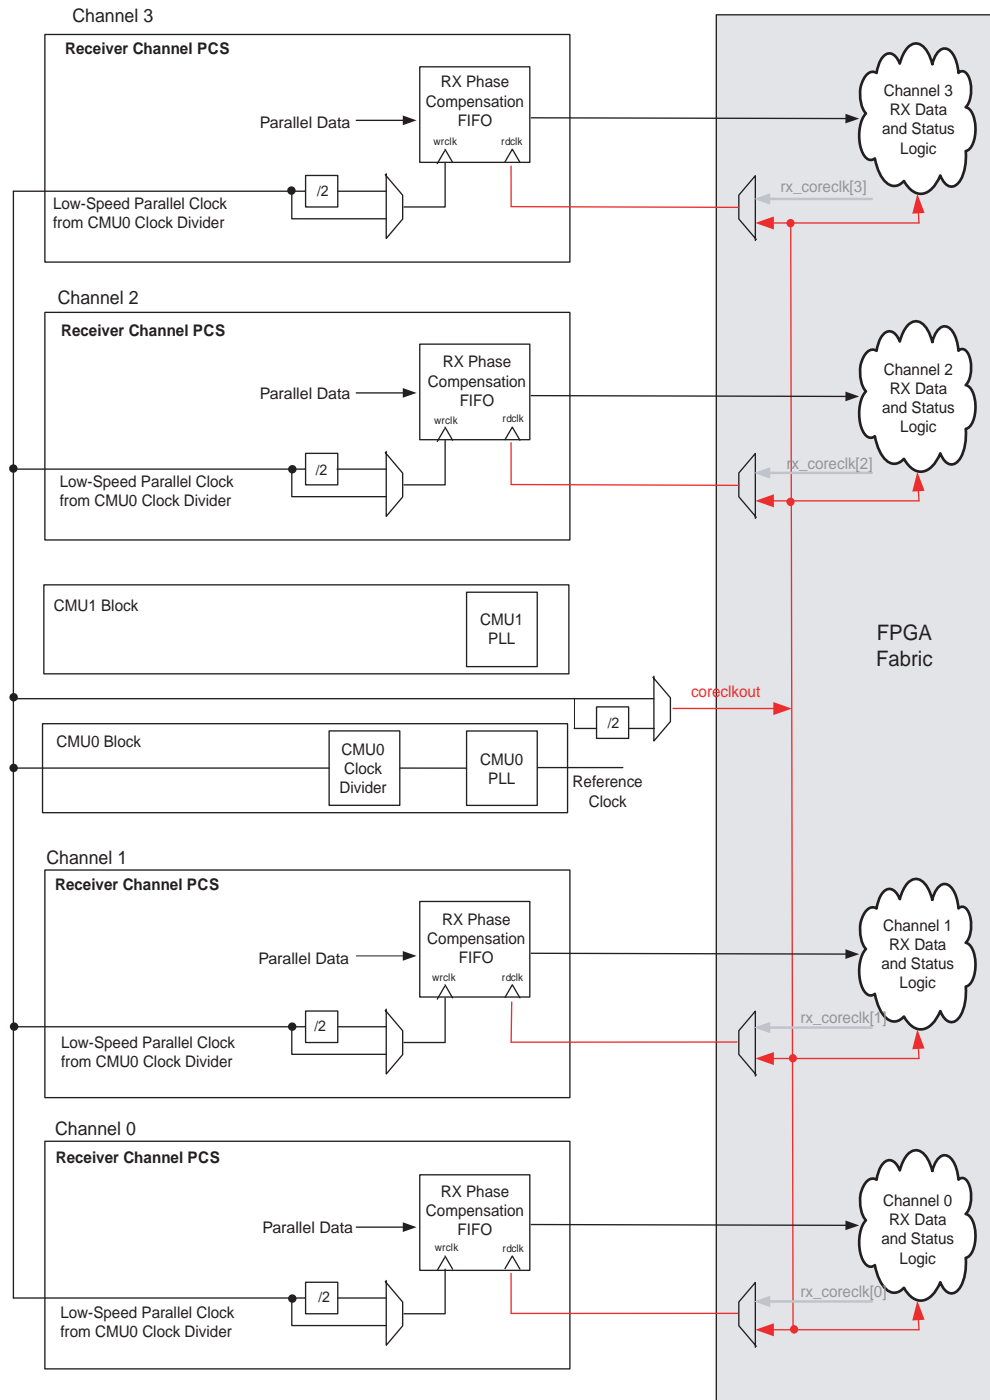 Channel 3
Receiver Channel PCS
RX Phase
Compensation
FIFO
wrclk
rdclk
Parallel Data
/2
Low-Speed Parallel Clock
from CMU0 Clock Divider
rx_coreclk[3]
Channel 3
RX Data
and Status
Logic
Channel 2
Receiver Channel PCS
RX Phase
Compensation
FIFO
wrclk
rdclk
Parallel Data
/2
Low-Speed Parallel Clock
from CMU0 Clock Divider
rx_coreclk[2]
Channel 2
RX Data
and Status
Logic
CMU1 Block
CMU1
PLL
FPGA
Fabric
coreclkout
/2
CMU0 Block
CMU0
Clock
Divider
CMU0
PLL
Reference
Clock
Channel 1
Receiver Channel PCS
RX Phase
Compensation
FIFO
wrclk
rdclk
Parallel Data
/2
Low-Speed Parallel Clock
from CMU0 Clock Divider
rx_coreclk[1]
Channel 1
RX Data
and Status
Logic
Channel 0
Receiver Channel PCS
RX Phase
Compensation
FIFO
wrclk
rdclk
Parallel Data
/2
Low-Speed Parallel Clock
from CMU0 Clock Divider
rx_coreclk[0]
Channel 0
RX Data
and Status
Logic